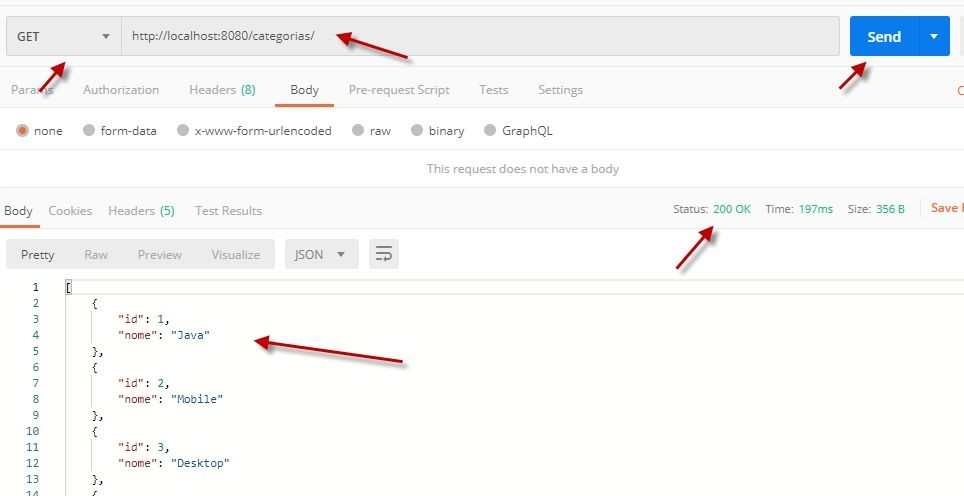 GET http://localhost:8080/categorias/ Send
Params Authorization Headers (8) Body Pre-request Script Tests Settings
none form-data x-www-form-urlencoded raw binary GraphQL
This request does not have a body
Body Cookies Headers (5) Test Results Status: 200 OK Time: 197ms Size: 356 B Save
Pretty Raw Preview Visualize JSON
1 [
2 {
3 "id": 1,
4 "nome": "Java"
5 },
6 {
7 "id": 2,
8 "nome": "Mobile"
9 },
10 {
11 "id": 3,
12 "nome": "Desktop"
13 },
14 {